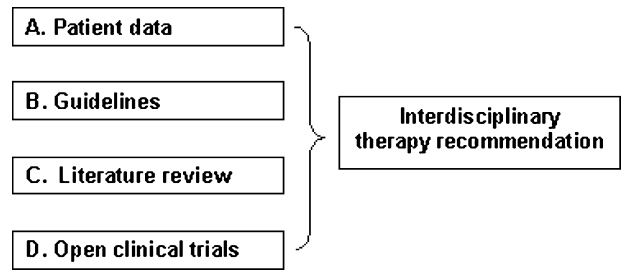 A. Patient data
B. Guidelines
C. Literature review
D. Open clinical trials
Interdisciplinary
therapy recommendation